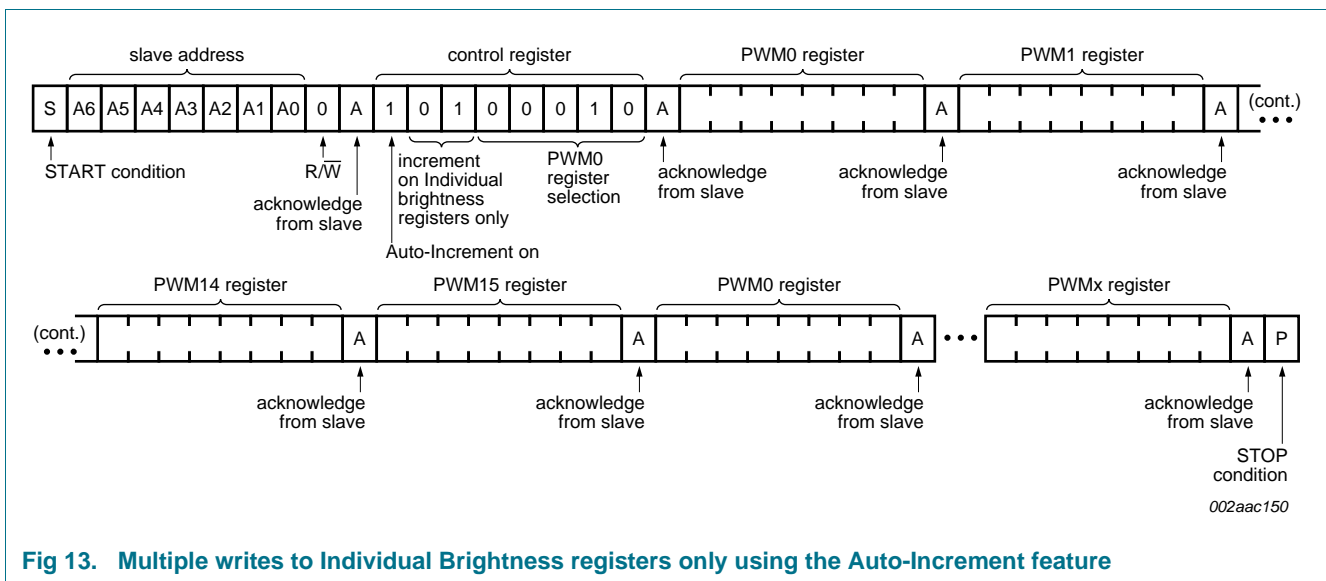 slave address
control register
PWM0 register
PWM1 register
S A6 A5 A4 A3 A2 A1 A0 0 A 1 0 1 0 0 0 1 0 A A A (cont.)
START condition
R/W
acknowledge
from slave
Auto-Increment on
increment
on Individual
brightness
registers only
PWM0
register
selection
acknowledge
from slave
acknowledge
from slave
acknowledge
from slave
PWM14 register
PWM15 register
PWM0 register
PWMx register
(cont.) A A A A P
acknowledge
from slave
acknowledge
from slave
acknowledge
from slave
acknowledge
from slave
STOP
condition
002aac150
Fig 13. Multiple writes to Individual Brightness registers only using the Auto-Increment feature